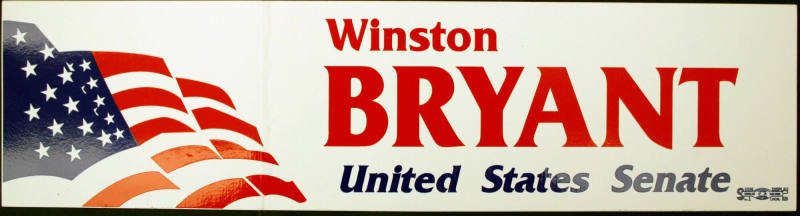 Winston
BRYANT
United States Senate